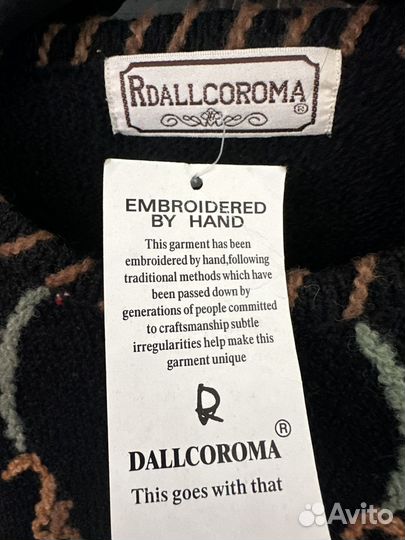 RDALLCOROMA
®
EMBROIDERED
BY HAND
This garment has been
embroidered by hand,following
traditional methods which have
been passed down by
generations of people committed
to craftsmanship subtle
irregularities help make this
garment unique
R
DALLCOROMA ®
This goes with that
Avito